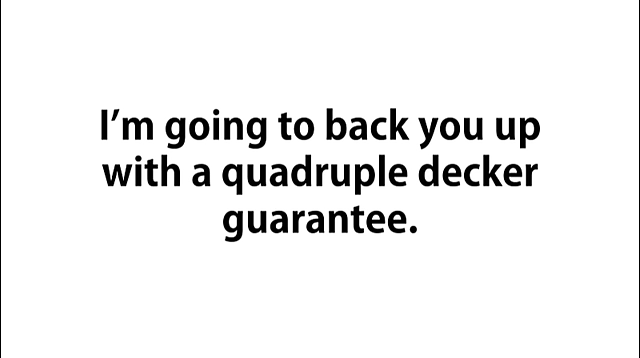 I’m going to back you up
with a quadruple decker
guarantee.